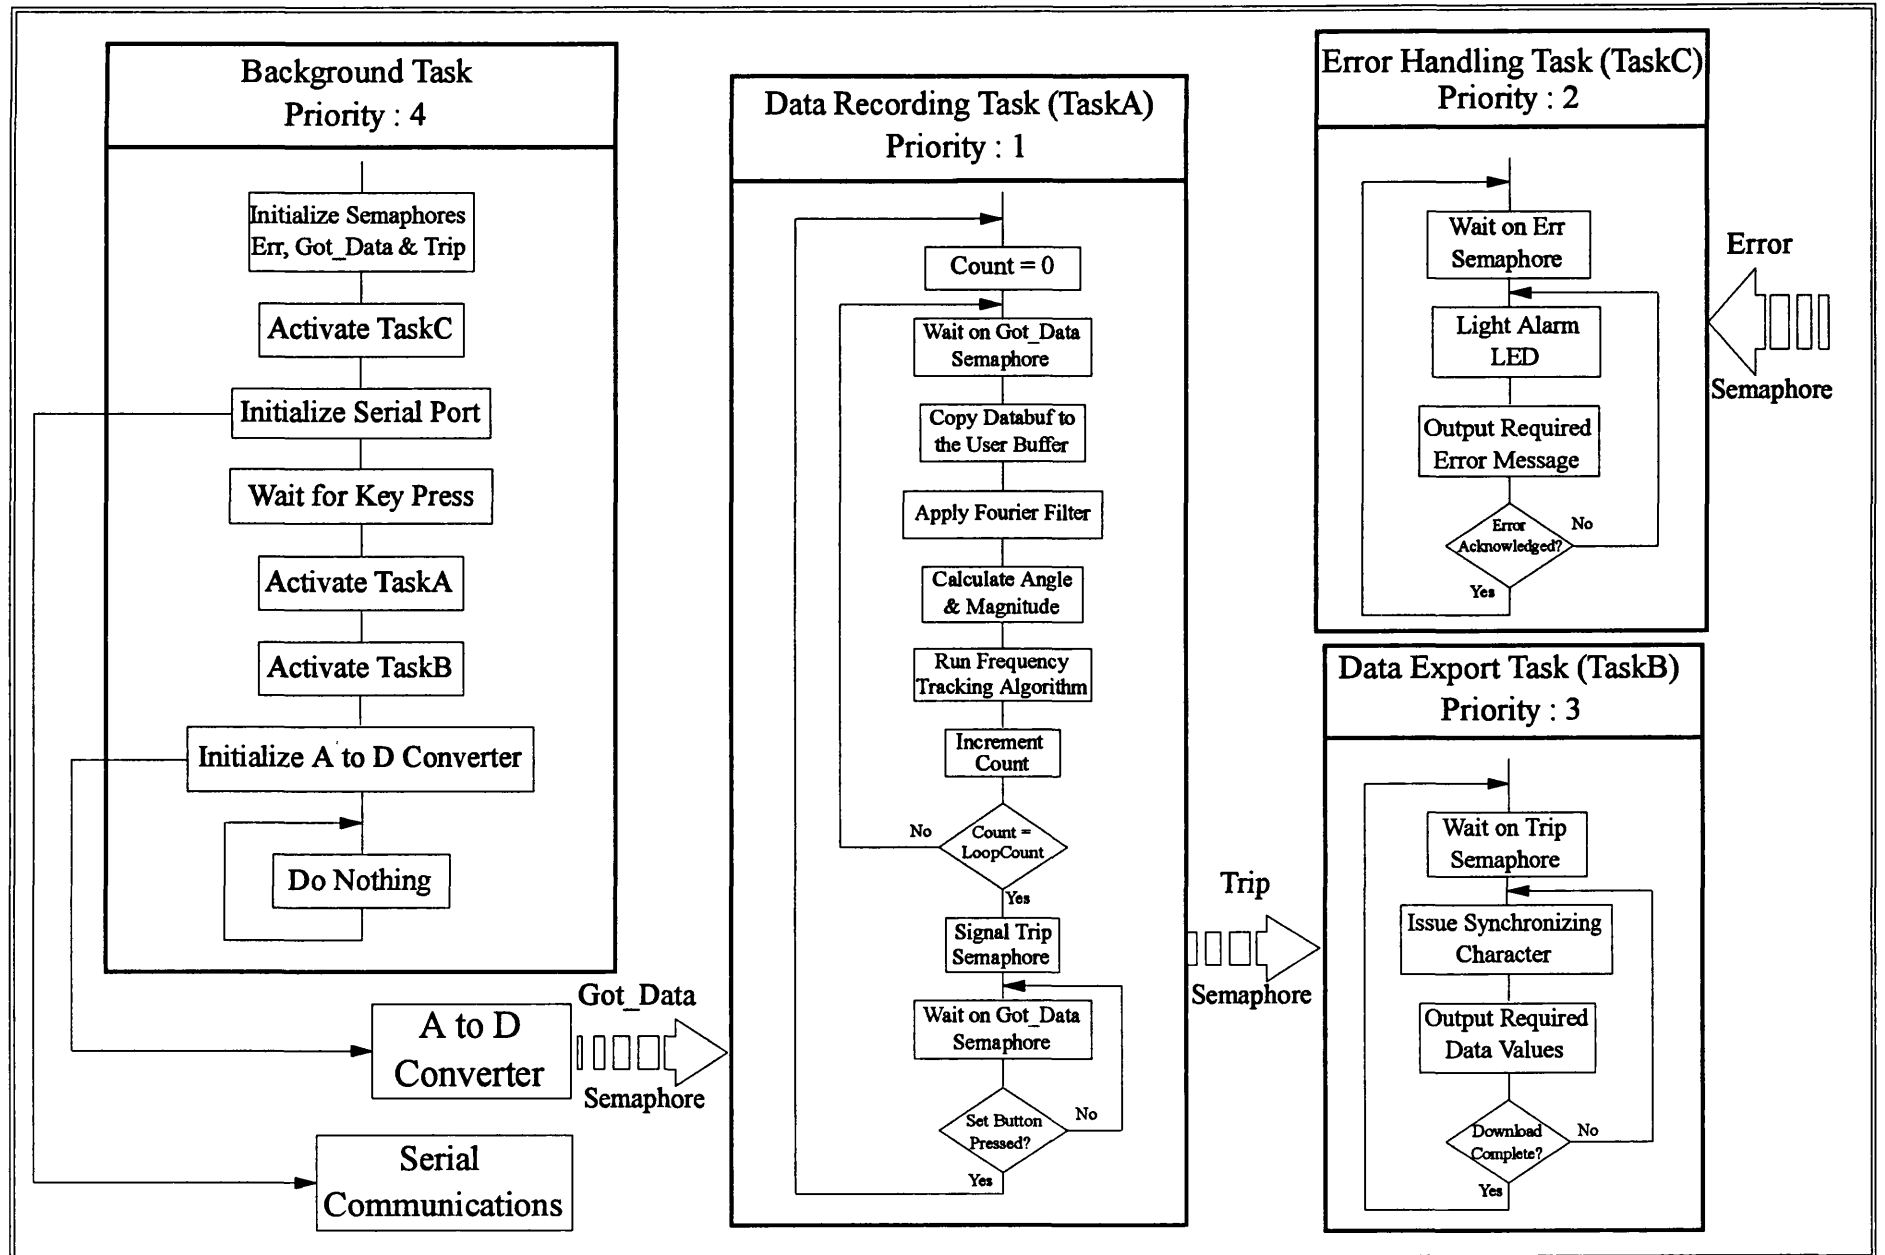 Background Task
Priority : 4
Initialize Semaphores
Err, Got_Data & Trip
Activate TaskC
Initialize Serial Port
Wait for Key Press
Activate TaskA
Activate TaskB
Initialize A to D Converter
Do Nothing
A to D
Converter
Serial
Communications
Got_Data
Semaphore
Data Recording Task (TaskA)
Priority : 1
Count = 0
Wait on Got_Data
Semaphore
Copy Databuf to
the User Buffer
Apply Fourier Filter
Calculate Angle
& Magnitude
Run Frequency
Tracking Algorithm
Increment
Count
Count =
LoopCount
No
Yes
Signal Trip
Semaphore
Wait on Got_Data
Semaphore
Set Button
Pressed?
No
Yes
Trip
Semaphore
Error Handling Task (TaskC)
Priority : 2
Wait on Err
Semaphore
Light Alarm
LED
Output Required
Error Message
Error
Acknowledged?
No
Yes
Error
Semaphore
Data Export Task (TaskB)
Priority : 3
Wait on Trip
Semaphore
Issue Synchronizing
Character
Output Required
Data Values
Download
Complete?
No
Yes